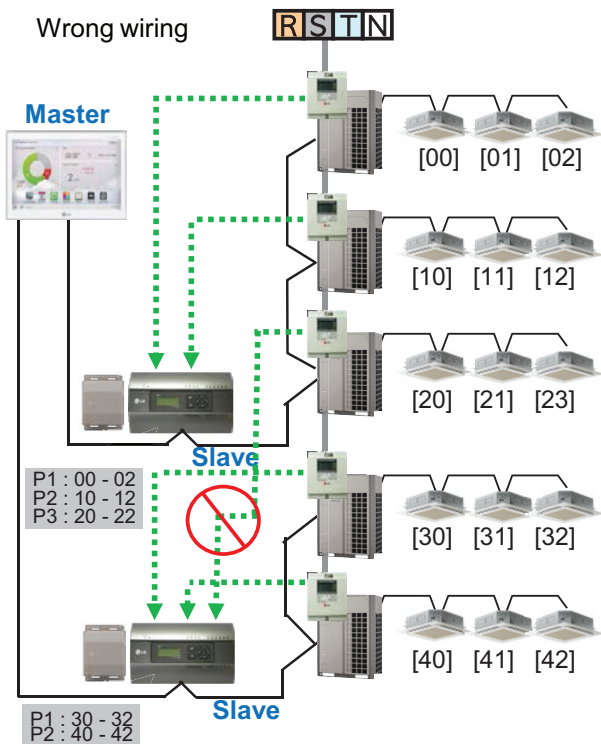 Wrong wiring
R S T N
Master
[00] [01] [02]
[10] [11] [12]
[20] [21] [23]
Slave
P1 : 00 - 02
P2 : 10 - 12
P3 : 20 - 22
[30] [31] [32]
[40] [41] [42]
Slave
P1 : 30 - 32
P2 : 40 - 42